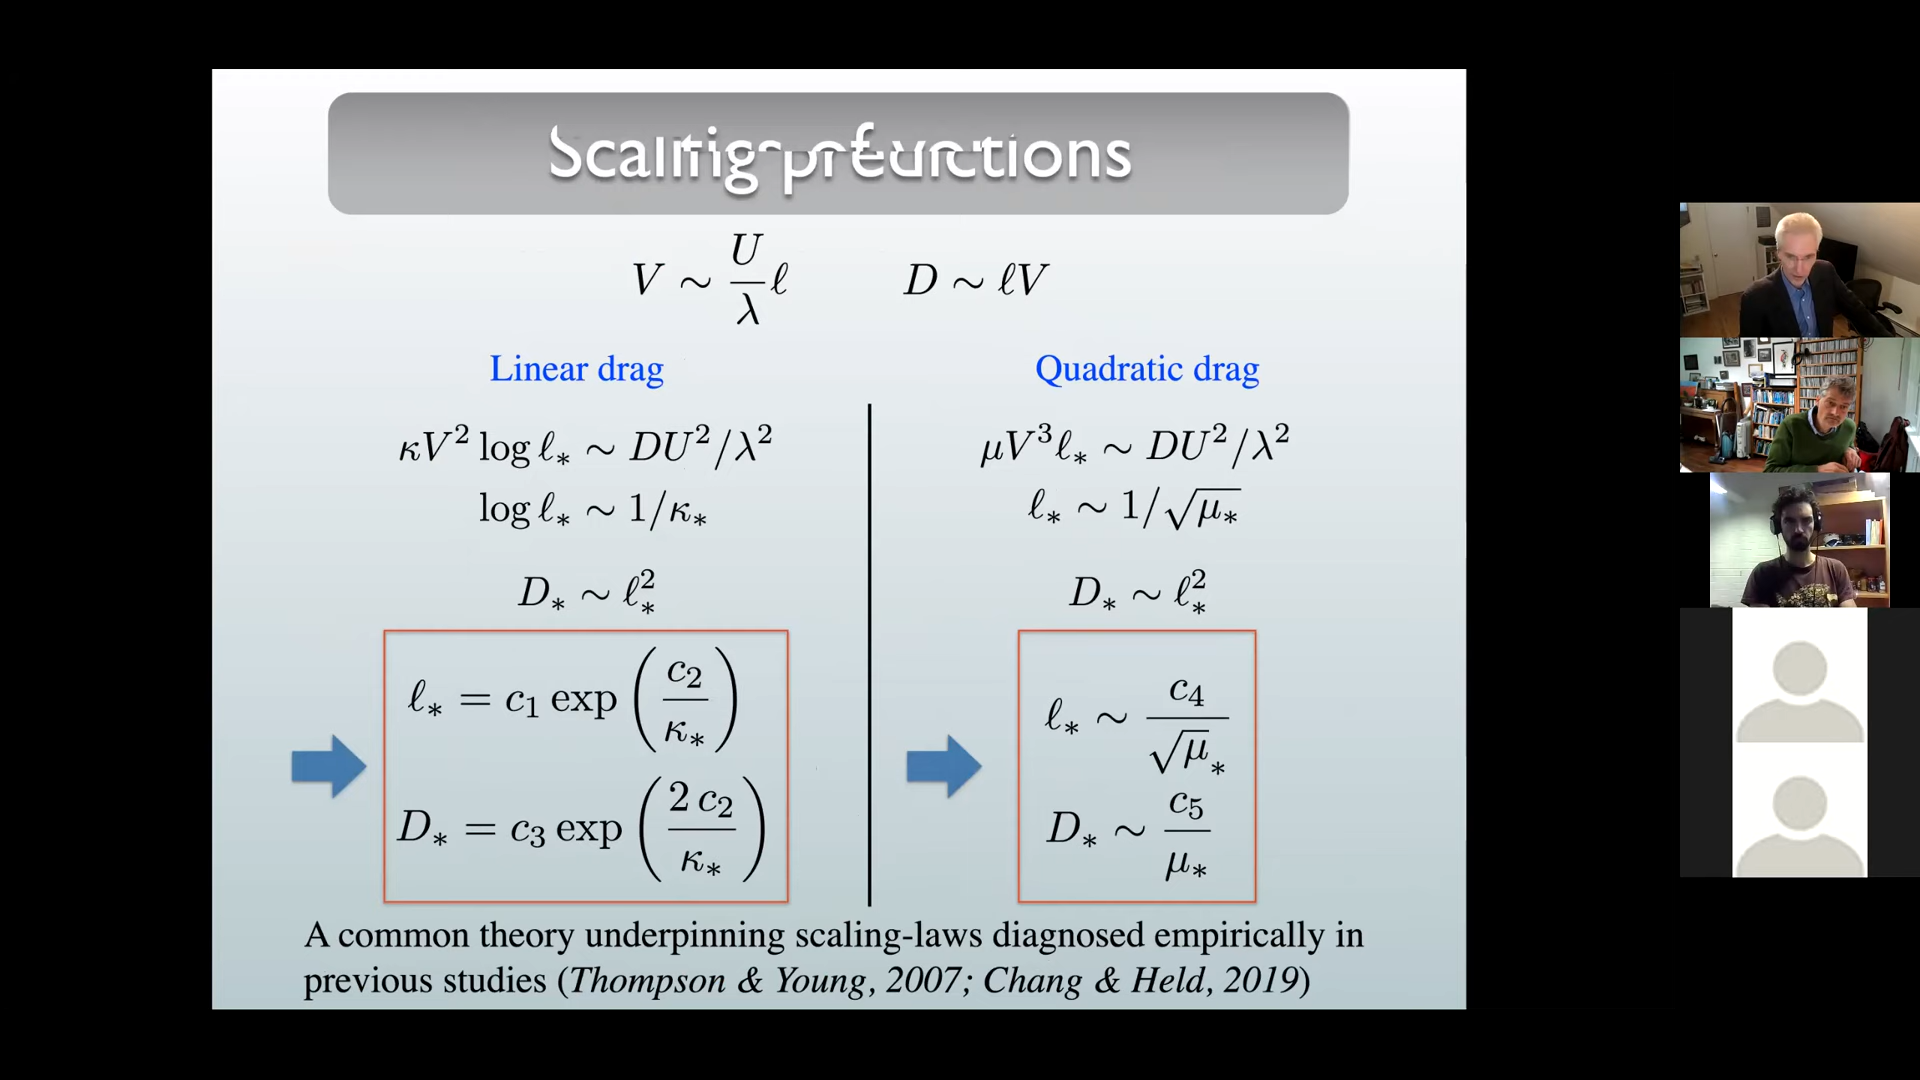 V ∼ U/λ ℓ    D ∼ ℓV
Linear drag
κV² log ℓ∗ ∼ DU²/λ²
log ℓ∗ ∼ 1/κ∗
D∗ ∼ ℓ∗²
ℓ∗ = c₁ exp (c₂/κ∗)
D∗ = c₃ exp (2 c₂/κ∗)
Quadratic drag
μV³ℓ∗ ∼ DU²/λ²
ℓ∗ ∼ 1/√μ∗
D∗ ∼ ℓ∗²
ℓ∗ ∼ c₄/√μ∗
D∗ ∼ c₅/μ∗
A common theory underpinning scaling-laws diagnosed empirically in
previous studies (Thompson & Young, 2007; Chang & Held, 2019)